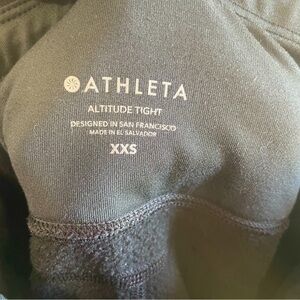 ATHLETA
ALTITUDE TIGHT
DESIGNED IN SAN FRANCISCO
MADE IN EL SALVADOR
XXS